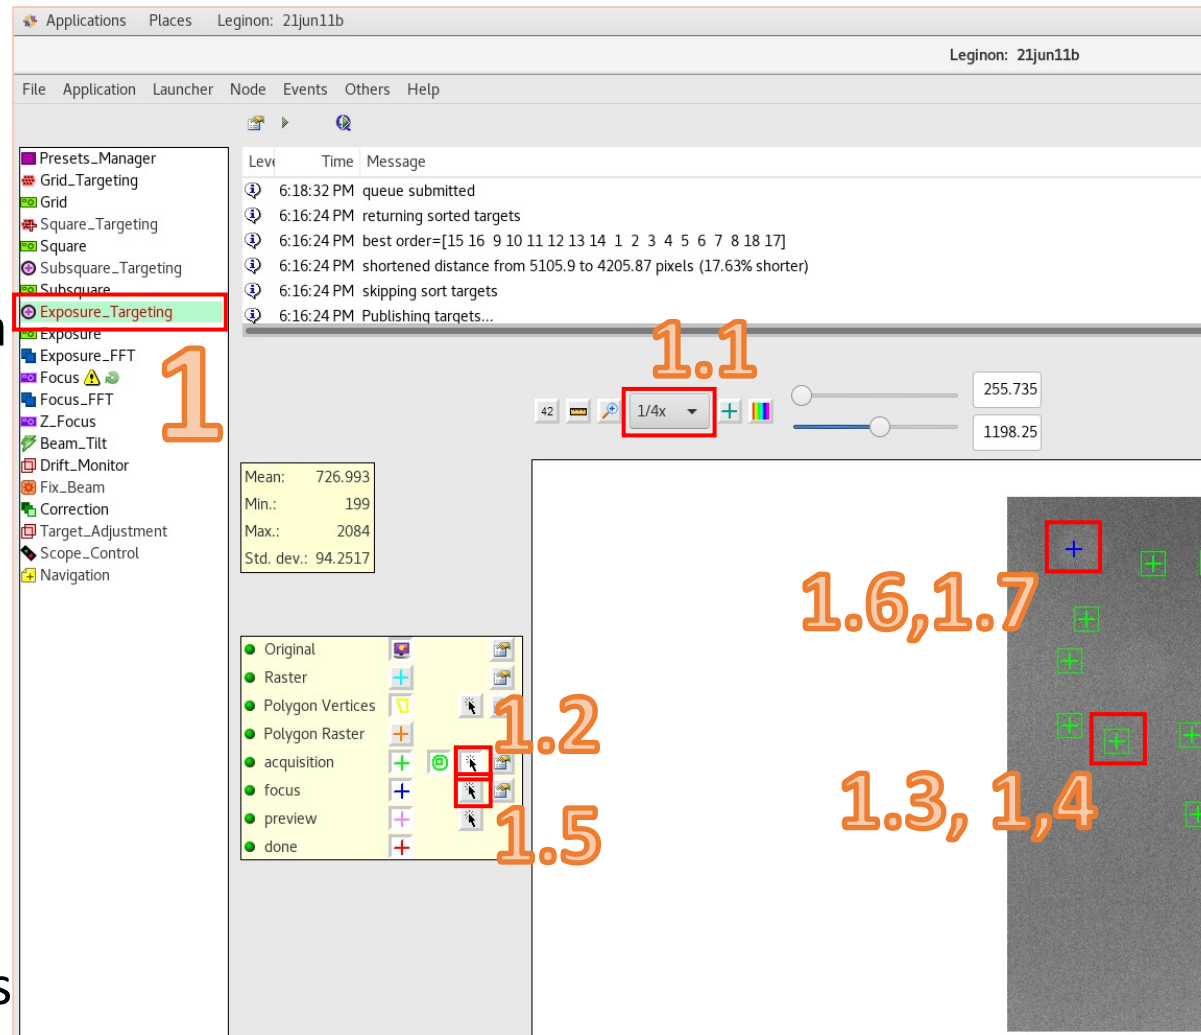 Applications Places Leginon: 21jun11b
Leginon: 21jun11b
File Application Launcher Node Events Others Help
Presets_Manager
Grid_Targeting
Grid
Square_Targeting
Square
Subsquare_Targeting
Subsquare
Exposure_Targeting
Exposure
Exposure_FFT
Focus
Focus_FFT
Z_Focus
Beam_Tilt
Drift_Monitor
Fix_Beam
Correction
Target_Adjustment
Scope_Control
Navigation
1
Leve Time Message
6:18:32 PM queue submitted
6:16:24 PM returning sorted targets
6:16:24 PM best order=[15 16 9 10 11 12 13 14 1 2 3 4 5 6 7 8 18 17]
6:16:24 PM shortened distance from 5105.9 to 4205.87 pixels (17.63% shorter)
6:16:24 PM skipping sort targets
6:16:24 PM Publishing targets...
1.1
42 1/4x 255.735
1198.25
Mean: 726.993
Min.: 199
Max.: 2084
Std. dev.: 94.2517
Original
Raster
Polygon Vertices
Polygon Raster
acquisition
focus
preview
done
1.2
1.5
1.6,1.7
1.3, 1,4
s